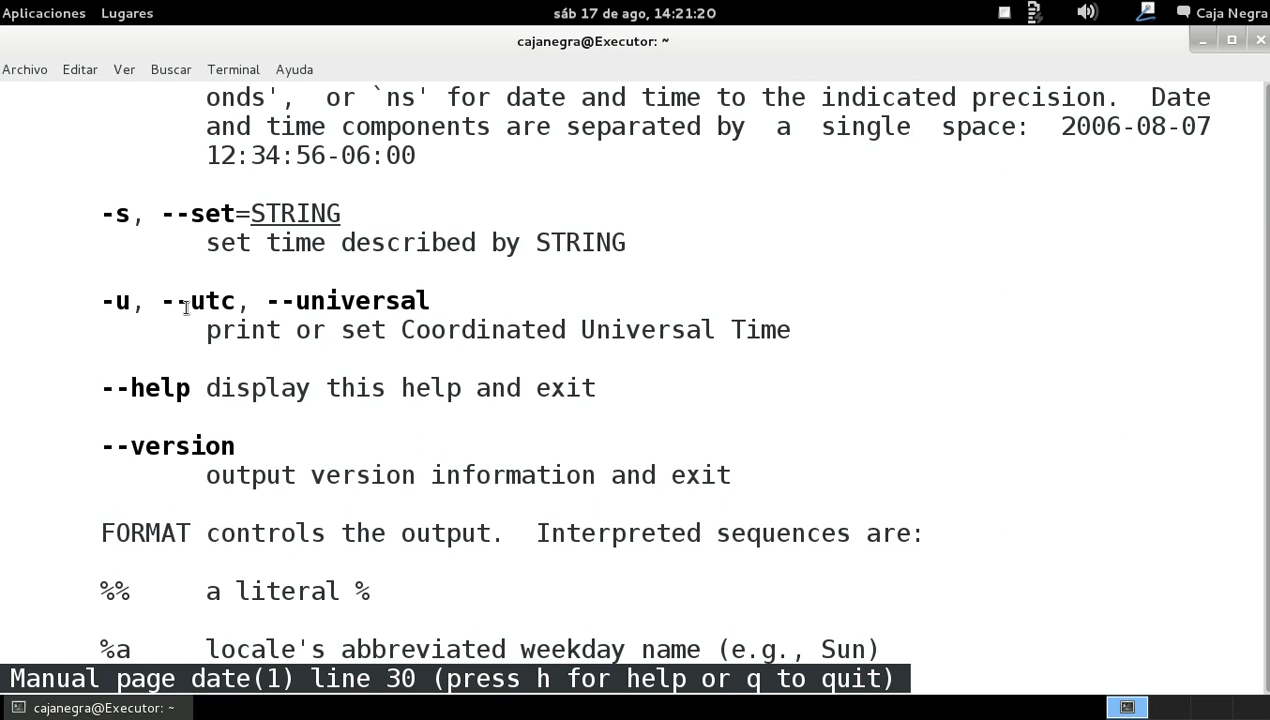 Aplicaciones Lugares sáb 17 de ago, 14:21:20 Caja Negra
cajanegra@Executor: ~
Archivo Editar Ver Buscar Terminal Ayuda
onds', or `ns' for date and time to the indicated precision. Date
and time components are separated by a single space: 2006-08-07
12:34:56-06:00
-s, --set=STRING
set time described by STRING
-u, --utc, --universal
print or set Coordinated Universal Time
--help display this help and exit
--version
output version information and exit
FORMAT controls the output. Interpreted sequences are:
%% a literal %
%a locale's abbreviated weekday name (e.g., Sun)
Manual page date(1) line 30 (press h for help or q to quit)
cajanegra@Executor: ~